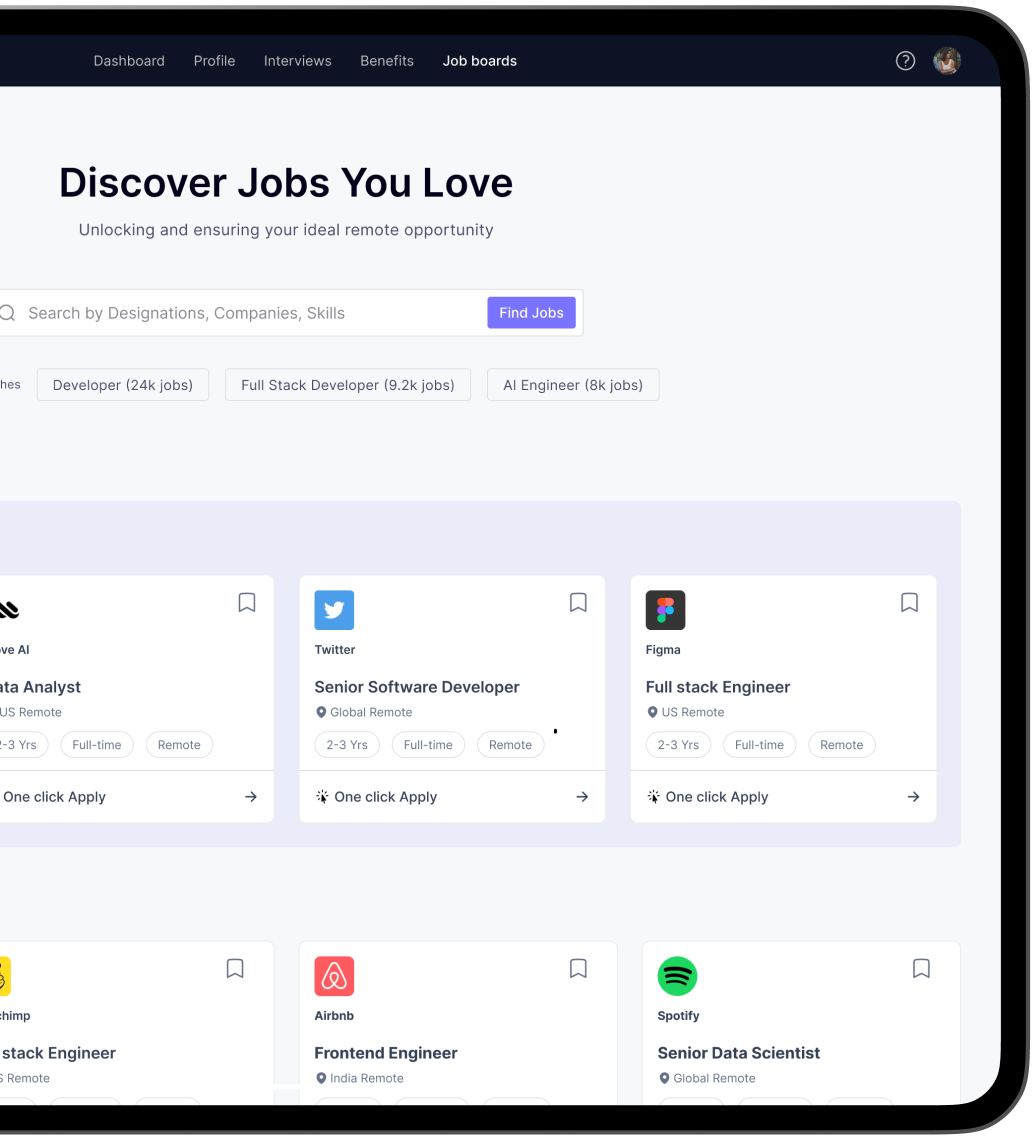 Dashboard Profile Interviews Benefits Job boards
Discover Jobs You Love
Unlocking and ensuring your ideal remote opportunity
Search by Designations, Companies, Skills Find Jobs
hes Developer (24k jobs) Full Stack Developer (9.2k jobs) AI Engineer (8k jobs)
ve AI Twitter Figma
ta Analyst Senior Software Developer Full stack Engineer
US Remote Global Remote US Remote
-3 Yrs Full-time Remote 2-3 Yrs Full-time Remote 2-3 Yrs Full-time Remote
One click Apply One click Apply One click Apply
himp Airbnb Spotify
stack Engineer Frontend Engineer Senior Data Scientist
S Remote India Remote Global Remote